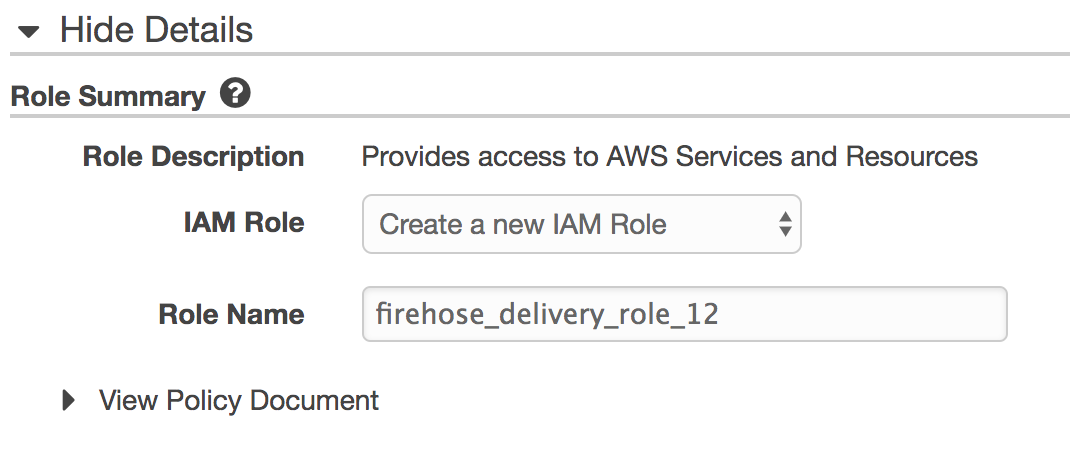 Hide Details
Role Summary ?
Role Description Provides access to AWS Services and Resources
IAM Role Create a new IAM Role
Role Name firehose_delivery_role_12
View Policy Document